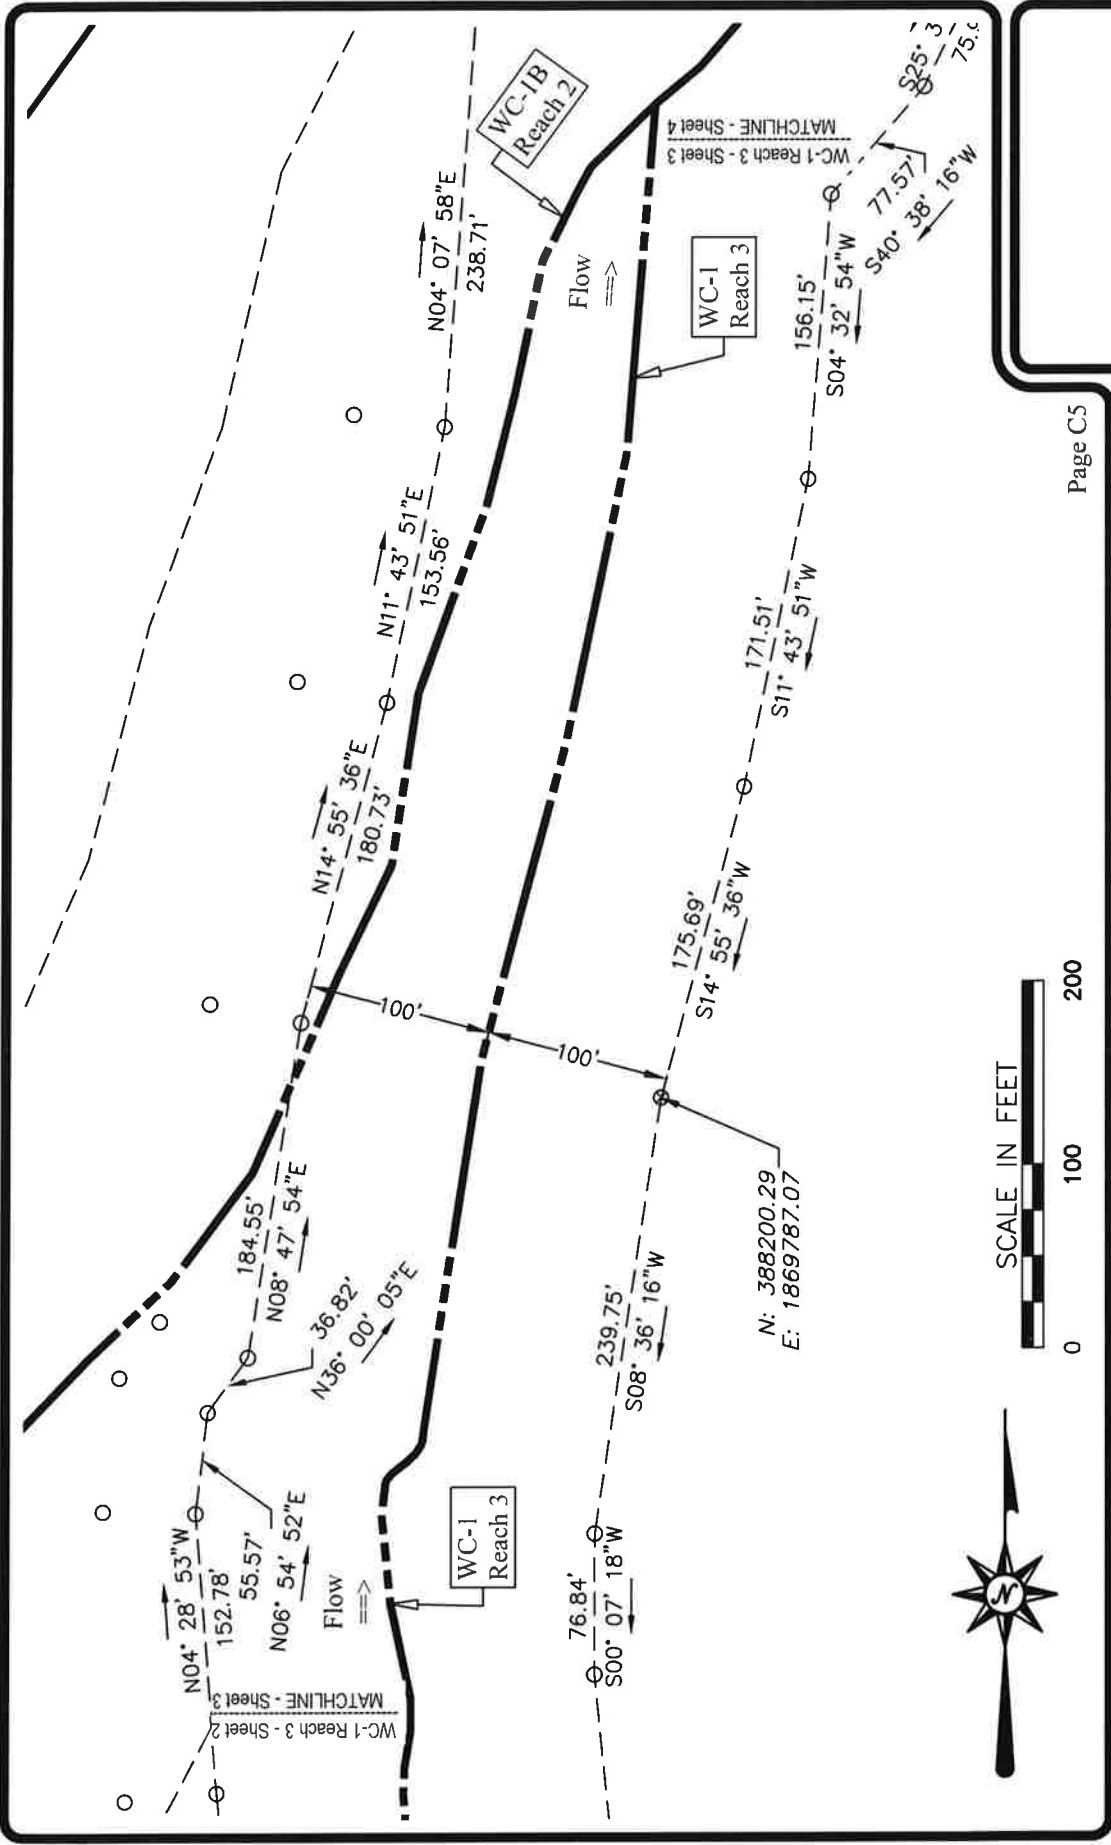 WC-1B
Reach 2
S25° 3
75.
MATCHLINE - Sheet 4
WC-1 Reach 3 - Sheet 3
77.57'
S40° 38' 16"W
N04° 07' 58"E
238.71'
Flow
==>
WC-1
Reach 3
156.15'
S04° 32' 54"W
Page C5
N11° 43' 51"E
153.56'
171.51'
S11° 43' 51"W
N14° 55' 36"E
180.73'
175.69'
S14° 55' 36"W
100'
100'
N: 388200.29
E: 1869787.07
184.55'
N08° 47' 54"E
36.82'
N36° 00' 05"E
239.75'
S08° 36' 16"W
SCALE IN FEET
0 100 200
N04° 28' 53"W
152.78'
55.57'
N06° 54' 52"E
Flow
==>
WC-1
Reach 3
76.84'
S00° 07' 18"W
MATCHLINE - Sheet 3
WC-1 Reach 3 - Sheet 2
N